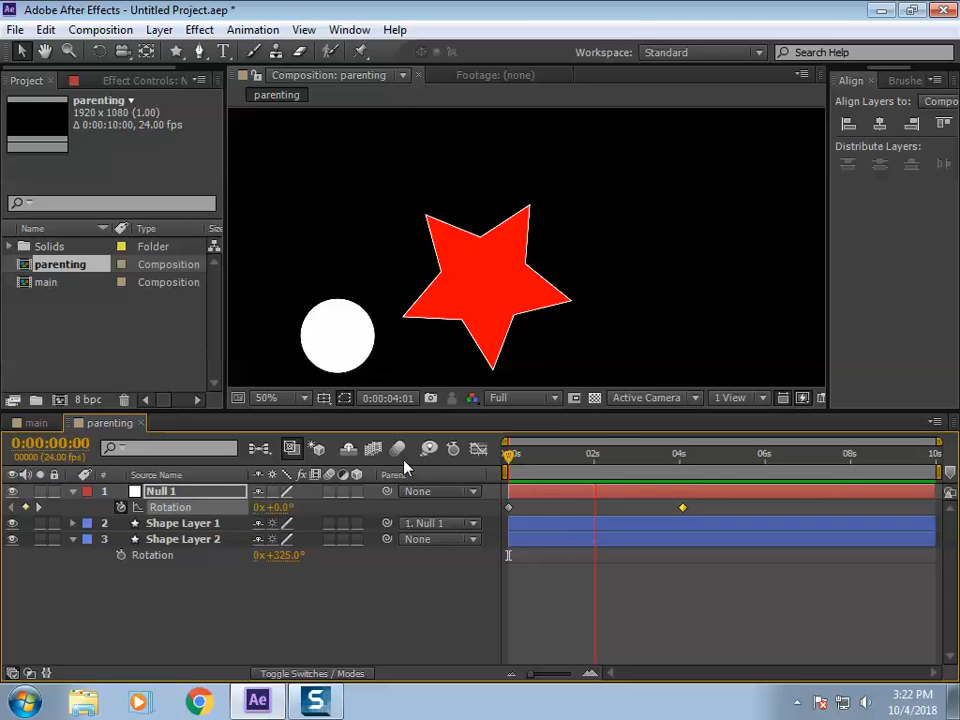 Adobe After Effects - Untitled Project.aep *
File Edit Composition Layer Effect Animation View Window Help
Workspace: Standard Search Help
Project Effect Controls: N Composition: parenting Footage: (none) Align Brushe
parenting
parenting
1920 x 1080 (1.00)
Δ 0:00:10:00, 24.00 fps
Align Layers to: Compo
Distribute Layers:
Name Type Size
Solids Folder
parenting Composition
main Composition
8 bpc 50% 0:00:04:01 Full Active Camera 1 View
main parenting
0:00:00:00
00000 (24.00 fps)
:00s 02s 04s 06s 08s 10s
# Source Name Parent
1 Null 1 None
Rotation 0x+0.0°
2 Shape Layer 1 1. Null 1
3 Shape Layer 2 None
Rotation 0x+325.0°
Toggle Switches / Modes
Ae S
3:22 PM
10/4/2018